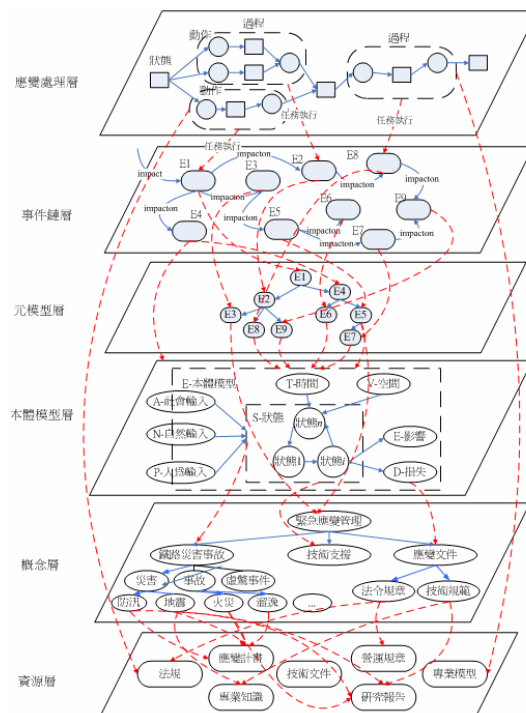 過程
動作
過程
狀態
應變處理層
動作
任務執行
任務執行
任務執行
impacton
E8
E2
impact
E1
E3
impacton
impacton
impacton
impacton
E9
E6
事件鏈層
impacton
impacton
E4
E5
E7
impacton
impacton
E1
元模型層
E2
E4
E3
E6
E5
E8
E9
E7
E-本體模型
T-時間
V-空間
A-社會輸入
S-狀態
狀態n
本體模型層
N-自然輸入
E-影響
狀態1
狀態i
P-人為輸入
D-損失
緊急應變管理
鐵路災害事故
技術支援
應變文件
概念層
災害
事故
虛驚事件
法令規章
技術規範
防汛
地震
火災
溜逸
...
應變計畫
營運規章
法規
技術文件
專業模型
資源層
專業知識
研究報告